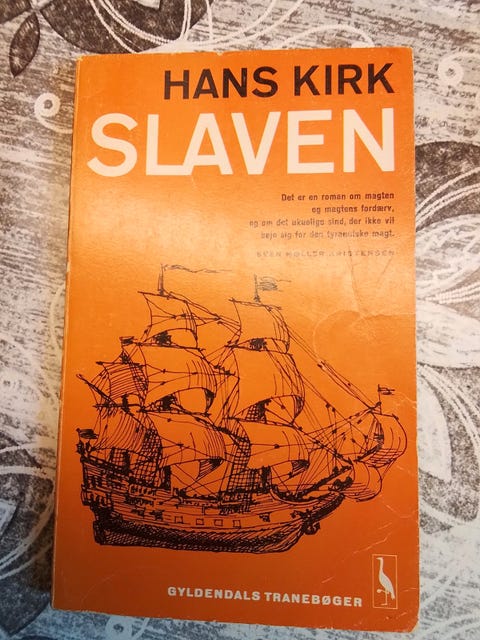 HANS KIRK
SLAVEN
Det er en roman om magten
og magtens fordærv,
og om det ukuelige sind, der ikke vil
bøje sig for den tyranniske magt.
SVEN MØLLER KRISTENSEN
GYLDENDALS TRANEBØGER